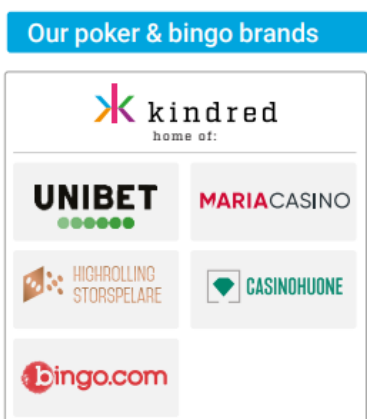 Our poker & bingo brands
kindred
home of:
UNIBET
MARIACASINO
HIGHROLLING
STORSPELARE
CASINOHUONE
bingo.com